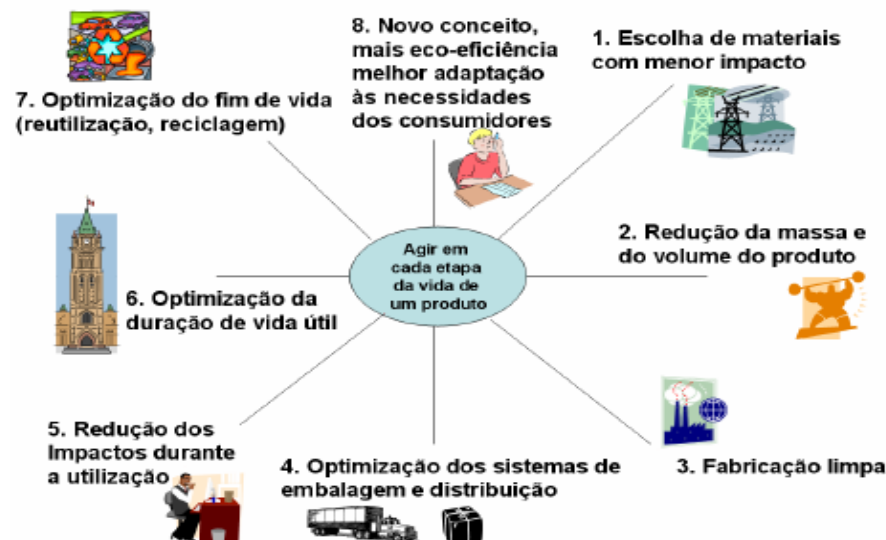 8. Novo conceito,
mais eco-eficiência
melhor adaptação
às necessidades
dos consumidores
1. Escolha de materiais
com menor impacto
7. Optimização do fim de vida
(reutilização, reciclagem)
2. Redução da massa e
do volume do produto
Agir em
cada etapa
da vida de
um produto
6. Optimização da
duração de vida útil
5. Redução dos
Impactos durante
a utilização
4. Optimização dos sistemas de
embalagem e distribuição
3. Fabricação limpa